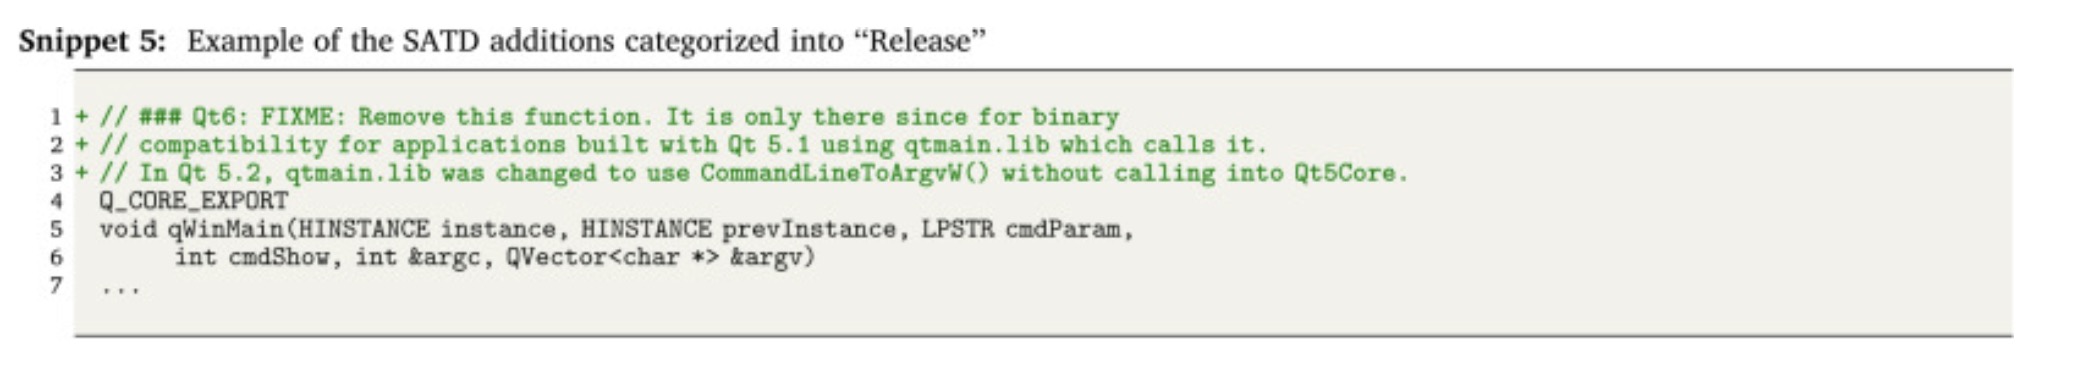 Snippet 5: Example of the SATD additions categorized into “Release”
1 + // ### Qt6: FIXME: Remove this function. It is only there since for binary
2 + // compatibility for applications built with Qt 5.1 using qtmain.lib which calls it.
3 + // In Qt 5.2, qtmain.lib was changed to use CommandLineToArgvW() without calling into Qt5Core.
4 Q_CORE_EXPORT
5 void qWinMain(HINSTANCE instance, HINSTANCE prevInstance, LPSTR cmdParam,
6 int cmdShow, int &argc, QVector<char *> &argv)
7 ...